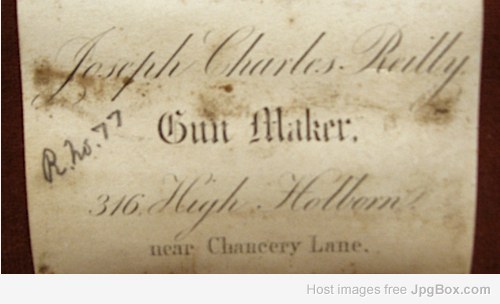 Joseph Charles Reilly.
Gun Maker.
R. No. 77
316. High Holborn
near Chancery Lane.
Host images free JpgBox.com